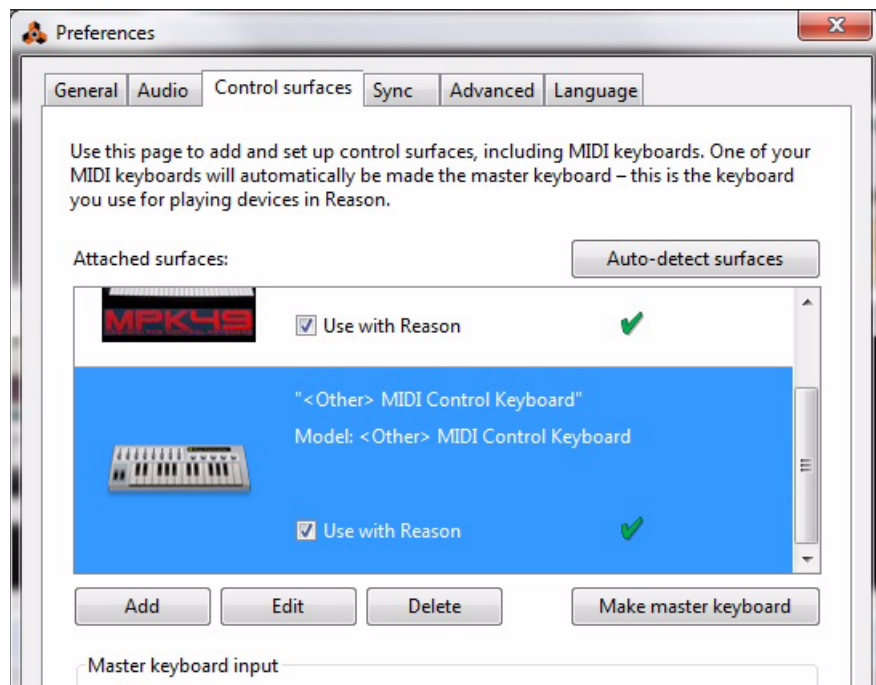 Preferences
General Audio Control surfaces Sync Advanced Language
Use this page to add and set up control surfaces, including MIDI keyboards. One of your
MIDI keyboards will automatically be made the master keyboard – this is the keyboard
you use for playing devices in Reason.
Attached surfaces:
Auto-detect surfaces
MPK49
Use with Reason
"<Other> MIDI Control Keyboard"
Model: <Other> MIDI Control Keyboard
Use with Reason
Add Edit Delete Make master keyboard
Master keyboard input